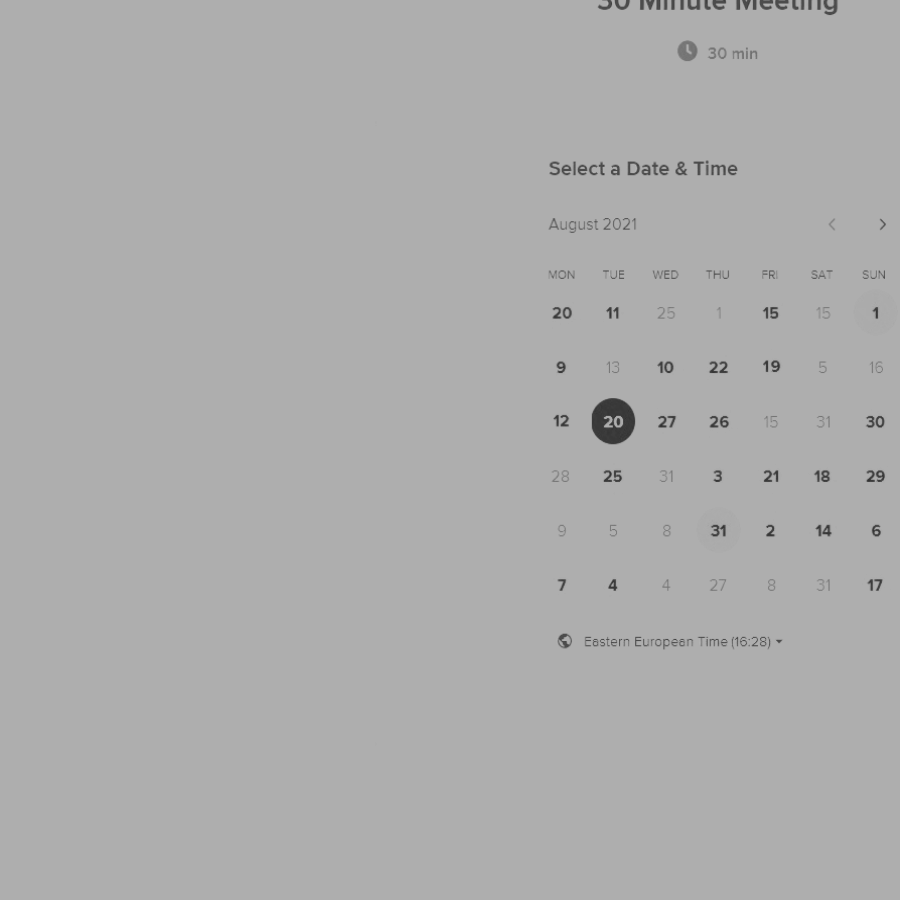 30 Minute Meeting
30 min
Select a Date & Time
August 2021
MON TUE WED THU FRI SAT SUN
20 11 25 1 15 15 1
9 13 10 22 19 5 16
12 20 27 26 15 31 30
28 25 31 3 21 18 29
9 5 8 31 2 14 6
7 4 4 27 8 31 17
Eastern European Time (16:28)